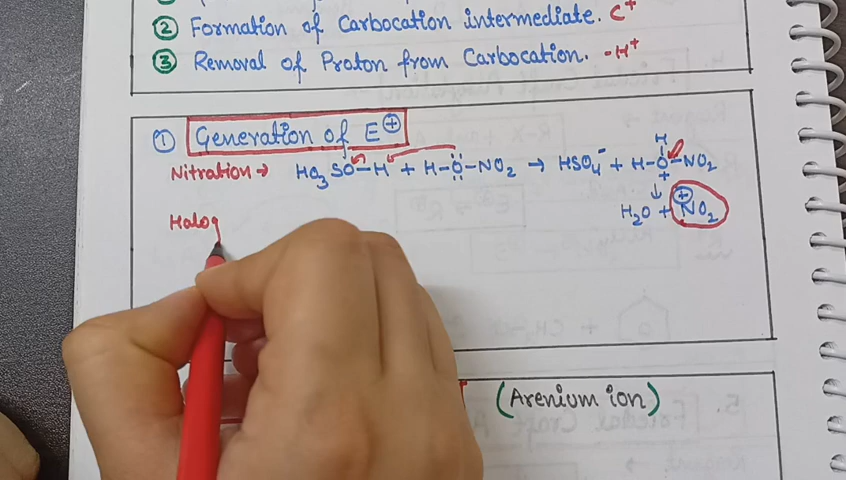 ② Formation of Carbocation intermediate. C⁺
③ Removal of Proton from Carbocation. -H⁺
① Generation of E⊕
Nitration → HO₃SO-H + H-Ö-NO₂ → HSO₄⁻ + H-O-NO₂
H
+
↓
H₂O + ⊕NO₂
Halog
(Arenium ion)
5.